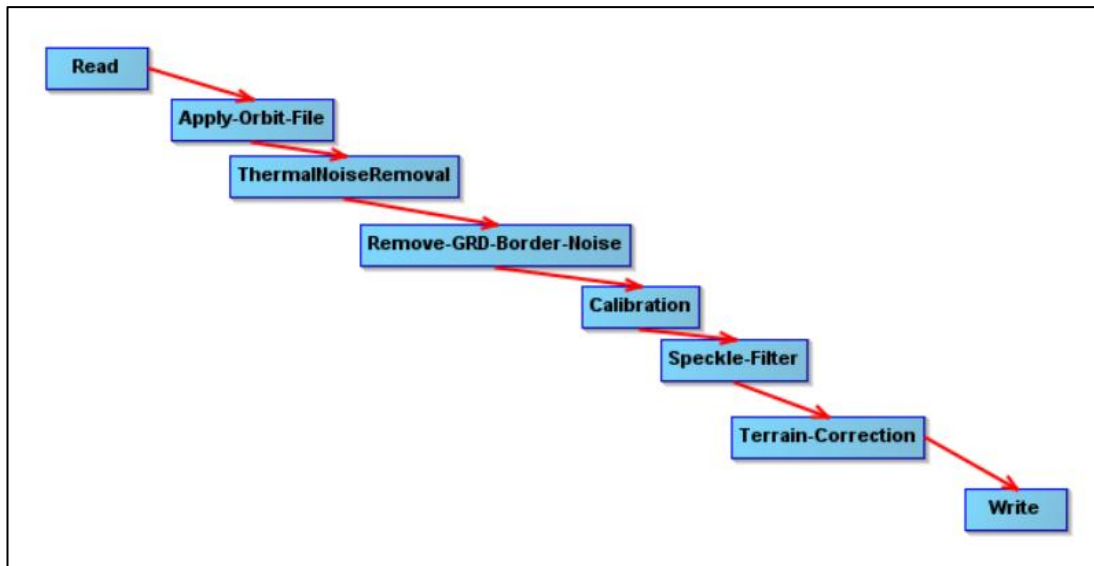 Read
Apply-Orbit-File
ThermalNoiseRemoval
Remove-GRD-Border-Noise
Calibration
Speckle-Filter
Terrain-Correction
Write